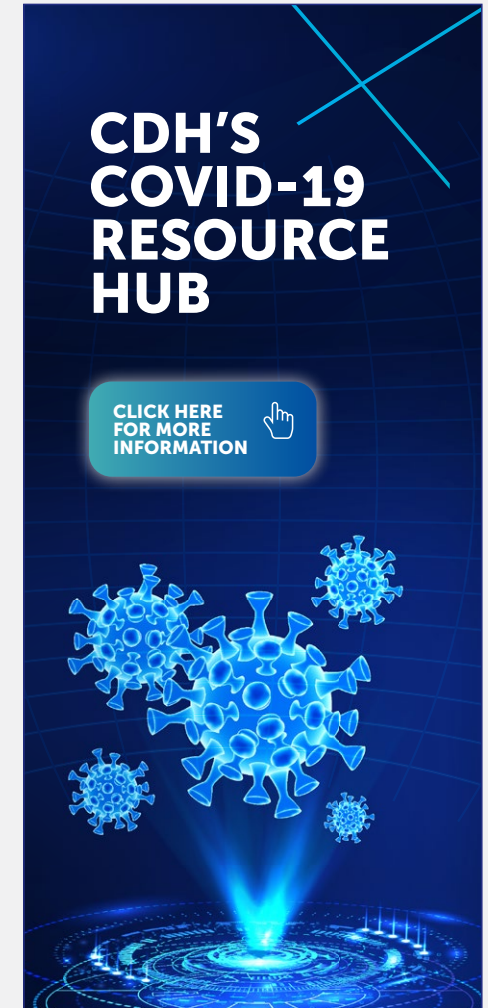 CDH'S
COVID-19
RESOURCE
HUB
CLICK HERE
FOR MORE
INFORMATION